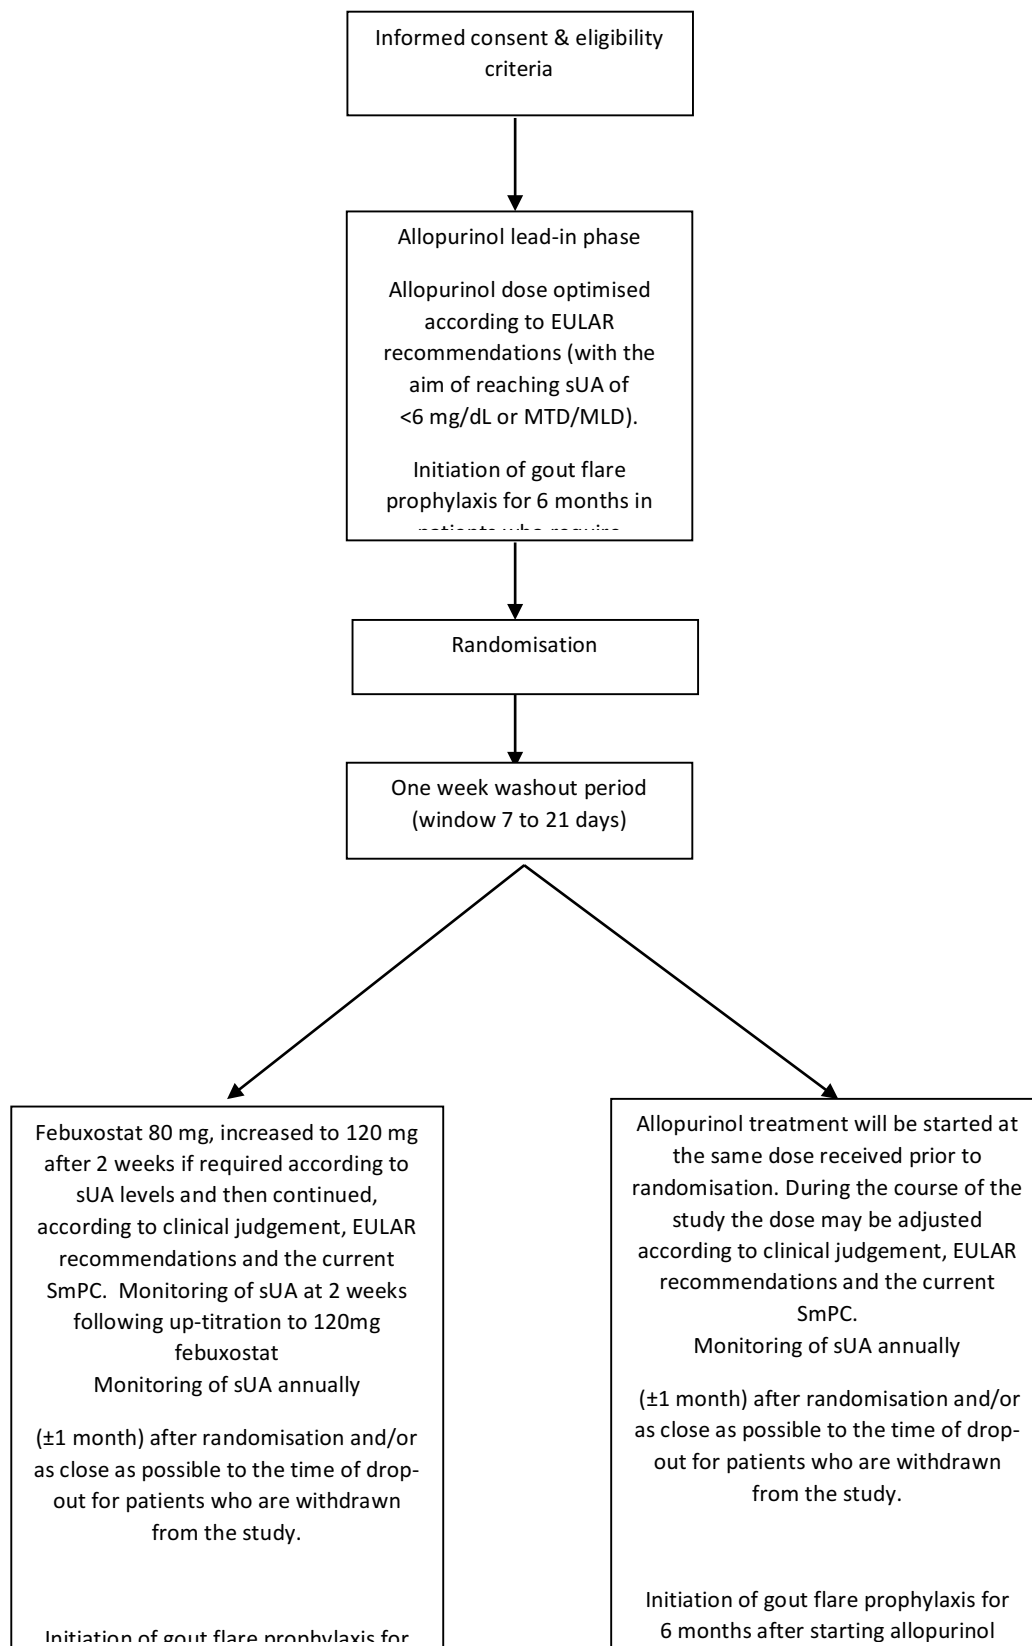 Informed consent & eligibility
criteria
Allopurinol lead-in phase
Allopurinol dose optimised
according to EULAR
recommendations (with the
aim of reaching sUA of
<6 mg/dL or MTD/MLD).
Initiation of gout flare
prophylaxis for 6 months in
patients who require
Randomisation
One week washout period
(window 7 to 21 days)
Febuxostat 80 mg, increased to 120 mg
after 2 weeks if required according to
sUA levels and then continued,
according to clinical judgement, EULAR
recommendations and the current
SmPC.  Monitoring of sUA at 2 weeks
following up-titration to 120mg
febuxostat
Monitoring of sUA annually
(±1 month) after randomisation and/or
as close as possible to the time of drop-
out for patients who are withdrawn
from the study.
Initiation of gout flare prophylaxis for
Allopurinol treatment will be started at
the same dose received prior to
randomisation. During the course of the
study the dose may be adjusted
according to clinical judgement, EULAR
recommendations and the current
SmPC.
Monitoring of sUA annually
(±1 month) after randomisation and/or
as close as possible to the time of drop-
out for patients who are withdrawn
from the study.
Initiation of gout flare prophylaxis for
6 months after starting allopurinol